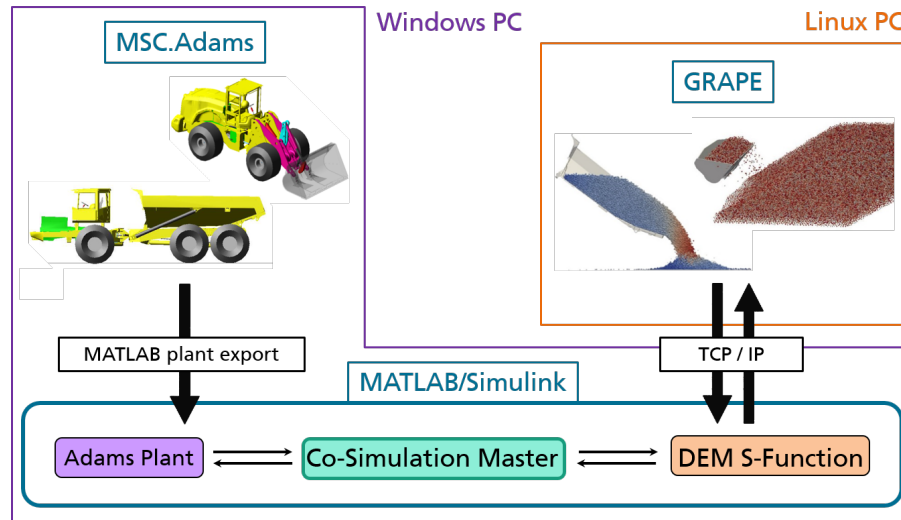 Windows PC
Linux PC
MSC.Adams
GRAPE
MATLAB plant export
TCP / IP
MATLAB/Simulink
Adams Plant
Co-Simulation Master
DEM S-Function